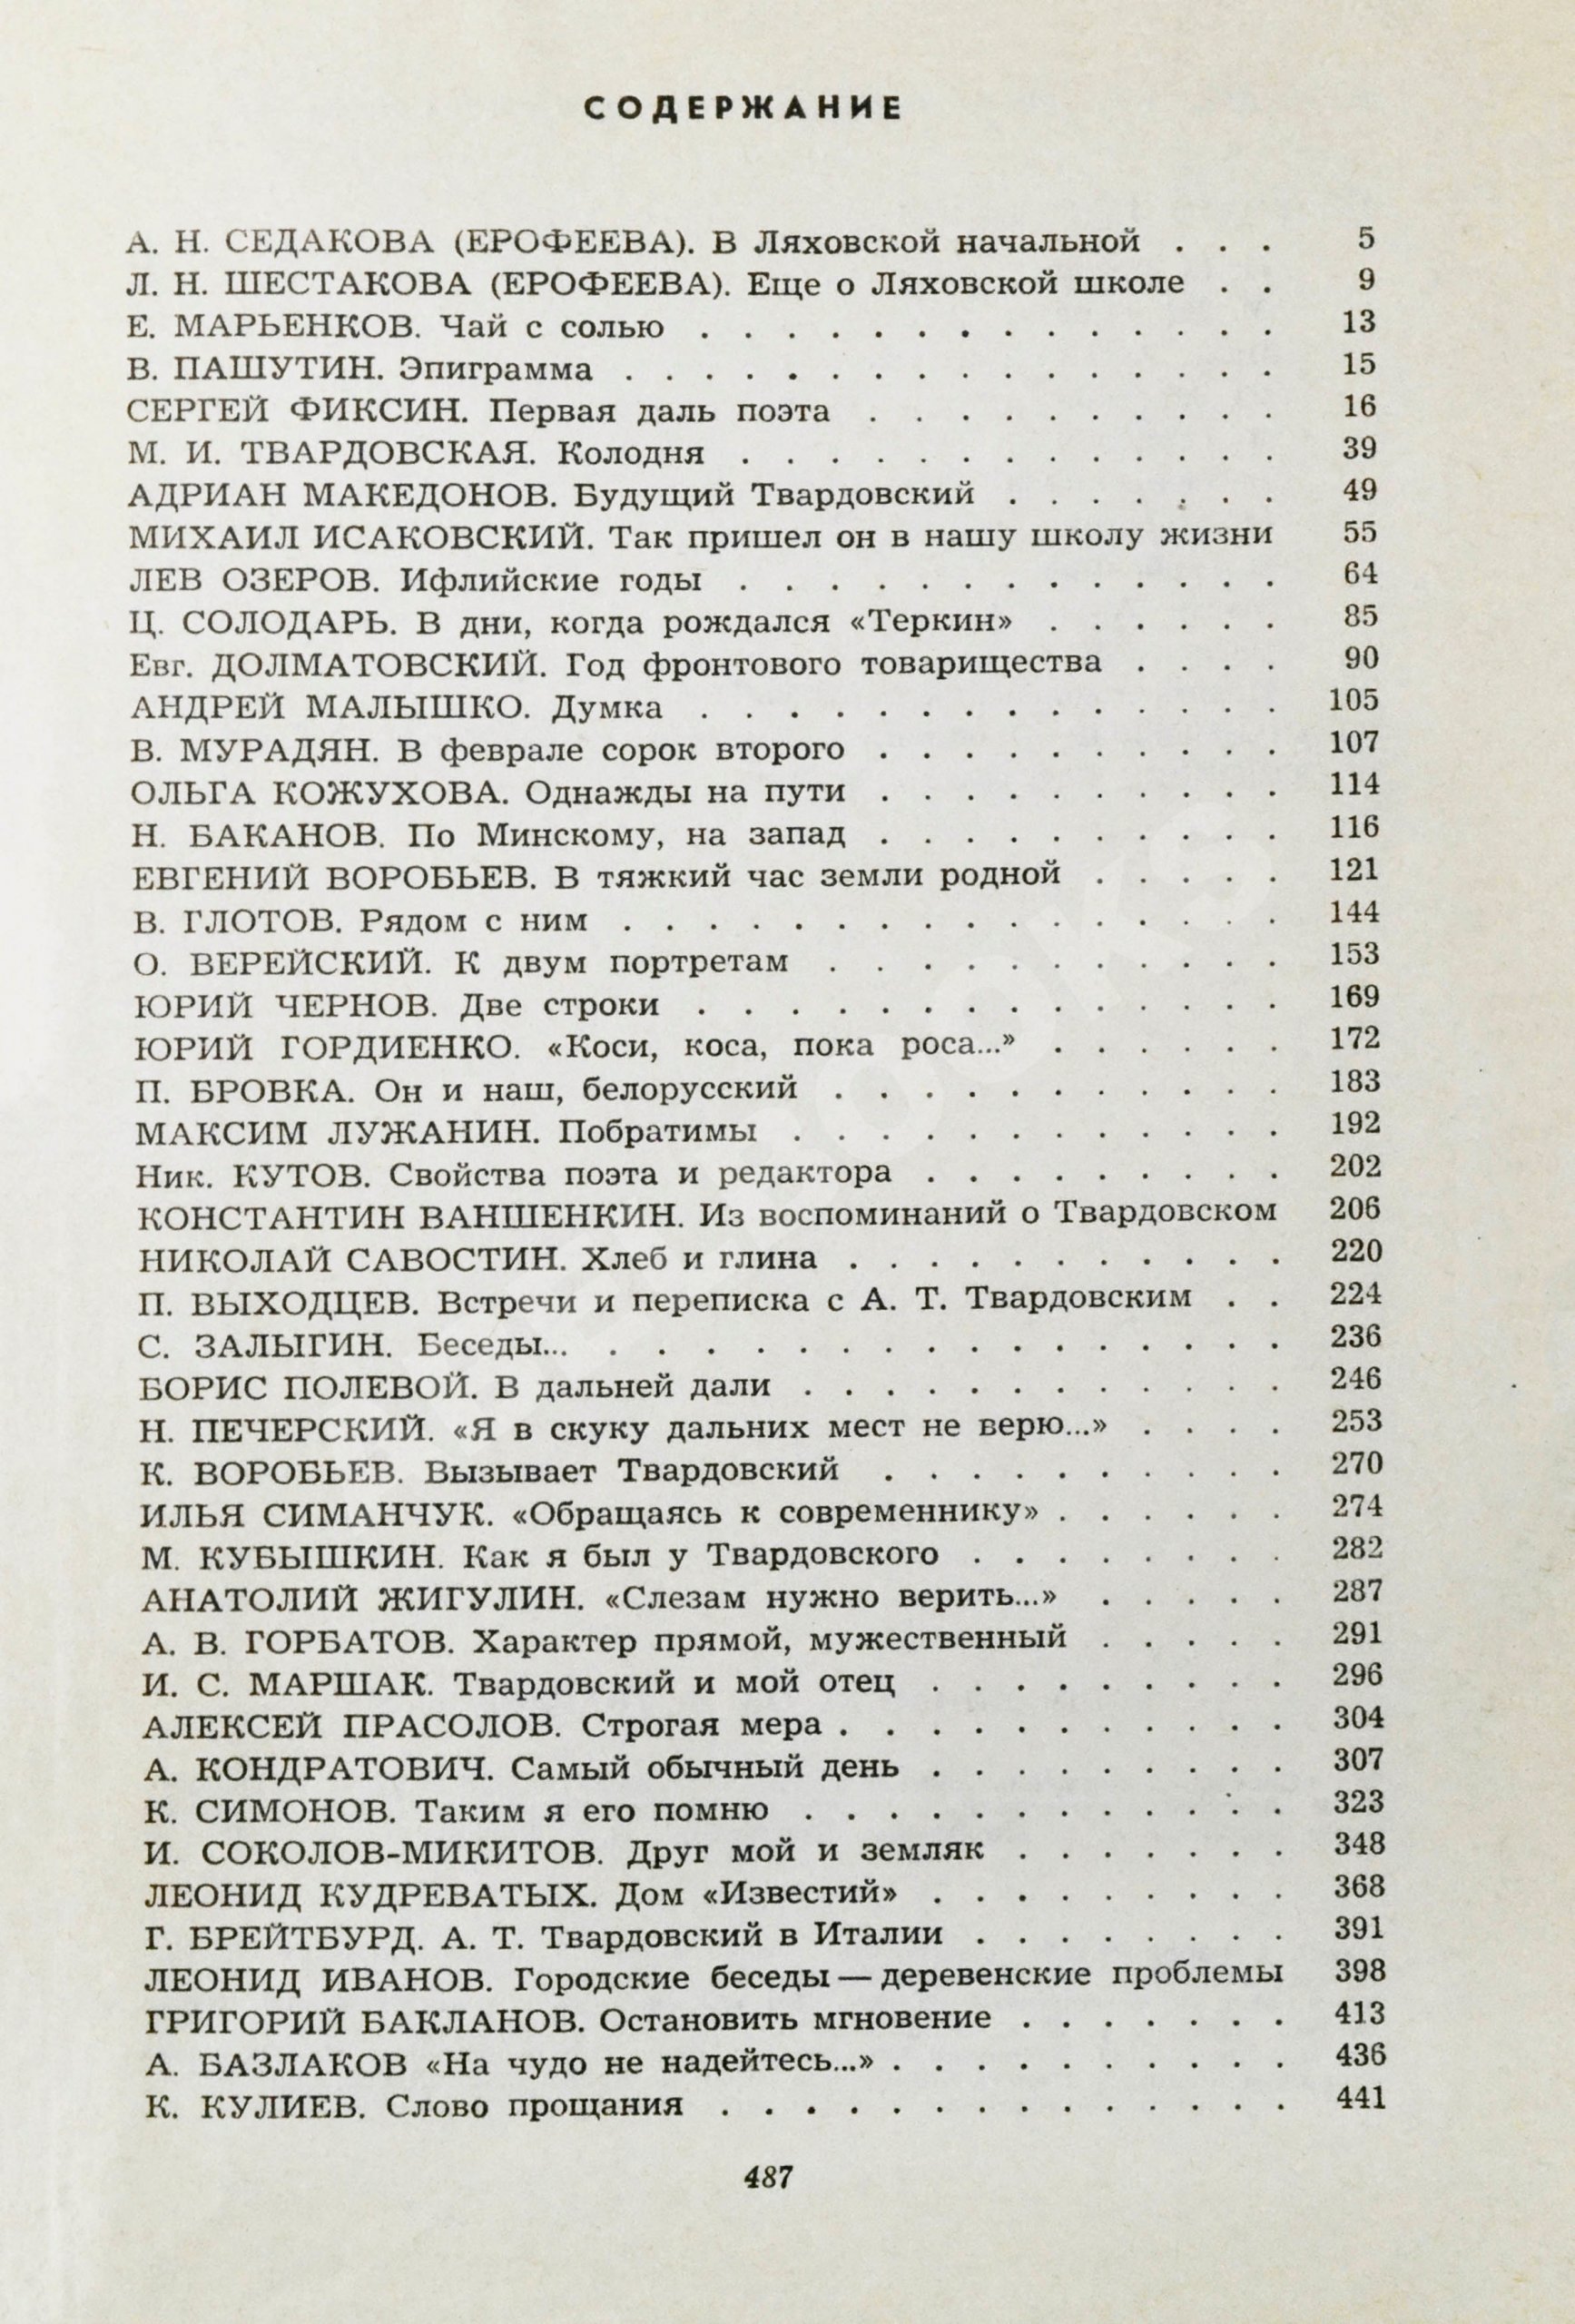 СОДЕРЖАНИЕ
А. Н. СЕДАКОВА (ЕРОФЕЕВА). В Ляховской начальной . . . 5
Л. Н. ШЕСТАКОВА (ЕРОФЕЕВА). Еще о Ляховской школе . . 9
Е. МАРЬЕНКОВ. Чай с солью . . . . . . . . . . . . . . 13
В. ПАШУТИН. Эпиграмма . . . . . . . . . . . . . . . . 15
СЕРГЕЙ ФИКСИН. Первая даль поэта . . . . . . . . . . 16
М. И. ТВАРДОВСКАЯ. Колодня . . . . . . . . . . . . . 39
АДРИАН МАКЕДОНОВ. Будущий Твардовский . . . . . . . 49
МИХАИЛ ИСАКОВСКИЙ. Так пришел он в нашу школу жизни 55
ЛЕВ ОЗЕРОВ. Ифлийские годы . . . . . . . . . . . . . 64
Ц. СОЛОДАРЬ. В дни, когда рождался «Теркин» . . . . . . 85
Евг. ДОЛМАТОВСКИЙ. Год фронтового товарищества . . . . 90
АНДРЕЙ МАЛЫШКО. Думка . . . . . . . . . . . . . . 105
В. МУРАДЯН. В феврале сорок второго . . . . . . . . . . 107
ОЛЬГА КОЖУХОВА. Однажды на пути . . . . . . . . . . 114
Н. БАКАНОВ. По Минскому, на запад . . . . . . . . . . 116
ЕВГЕНИЙ ВОРОБЬЕВ. В тяжкий час земли родной . . . . . 121
В. ГЛОТОВ. Рядом с ним . . . . . . . . . . . . . . . . 144
О. ВЕРЕЙСКИЙ. К двум портретам . . . . . . . . . . . 153
ЮРИЙ ЧЕРНОВ. Две строки . . . . . . . . . . . . . . 169
ЮРИЙ ГОРДИЕНКО. «Коси, коса, пока роса...» . . . . . . 172
П. БРОВКА. Он и наш, белорусский . . . . . . . . . . . 183
МАКСИМ ЛУЖАНИН. Побратимы . . . . . . . . . . . . 192
Ник. КУТОВ. Свойства поэта и редактора . . . . . . . . . 202
КОНСТАНТИН ВАНШЕНКИН. Из воспоминаний о Твардовском 206
НИКОЛАЙ САВОСТИН. Хлеб и глина . . . . . . . . . . . 220
П. ВЫХОДЦЕВ. Встречи и переписка с А. Т. Твардовским . . 224
С. ЗАЛЫГИН. Беседы... . . . . . . . . . . . . . . . . 236
БОРИС ПОЛЕВОЙ. В дальней дали . . . . . . . . . . . . 246
Н. ПЕЧЕРСКИЙ. «Я в скуку дальних мест не верю...» . . . . 253
К. ВОРОБЬЕВ. Вызывает Твардовский . . . . . . . . . . 270
ИЛЬЯ СИМАНЧУК. «Обращаясь к современнику» . . . . . . 274
М. КУБЫШКИН. Как я был у Твардовского . . . . . . . . 282
АНАТОЛИЙ ЖИГУЛИН. «Слезам нужно верить...» . . . . . 287
А. В. ГОРБАТОВ. Характер прямой, мужественный . . . . . 291
И. С. МАРШАК. Твардовский и мой отец . . . . . . . . . 296
АЛЕКСЕЙ ПРАСОЛОВ. Строгая мера . . . . . . . . . . . 304
А. КОНДРАТОВИЧ. Самый обычный день . . . . . . . . . 307
К. СИМОНОВ. Таким я его помню . . . . . . . . . . . . 323
И. СОКОЛОВ-МИКИТОВ. Друг мой и земляк . . . . . . . 348
ЛЕОНИД КУДРЕВАТЫХ. Дом «Известий» . . . . . . . . . 368
Г. БРЕЙТБУРД. А. Т. Твардовский в Италии . . . . . . . . 391
ЛЕОНИД ИВАНОВ. Городские беседы — деревенские проблемы 398
ГРИГОРИЙ БАКЛАНОВ. Остановить мгновение . . . . . . . 413
А. БАЗЛАКОВ «На чудо не надейтесь...» . . . . . . . . . . 436
К. КУЛИЕВ. Слово прощания . . . . . . . . . . . . . . 441
487